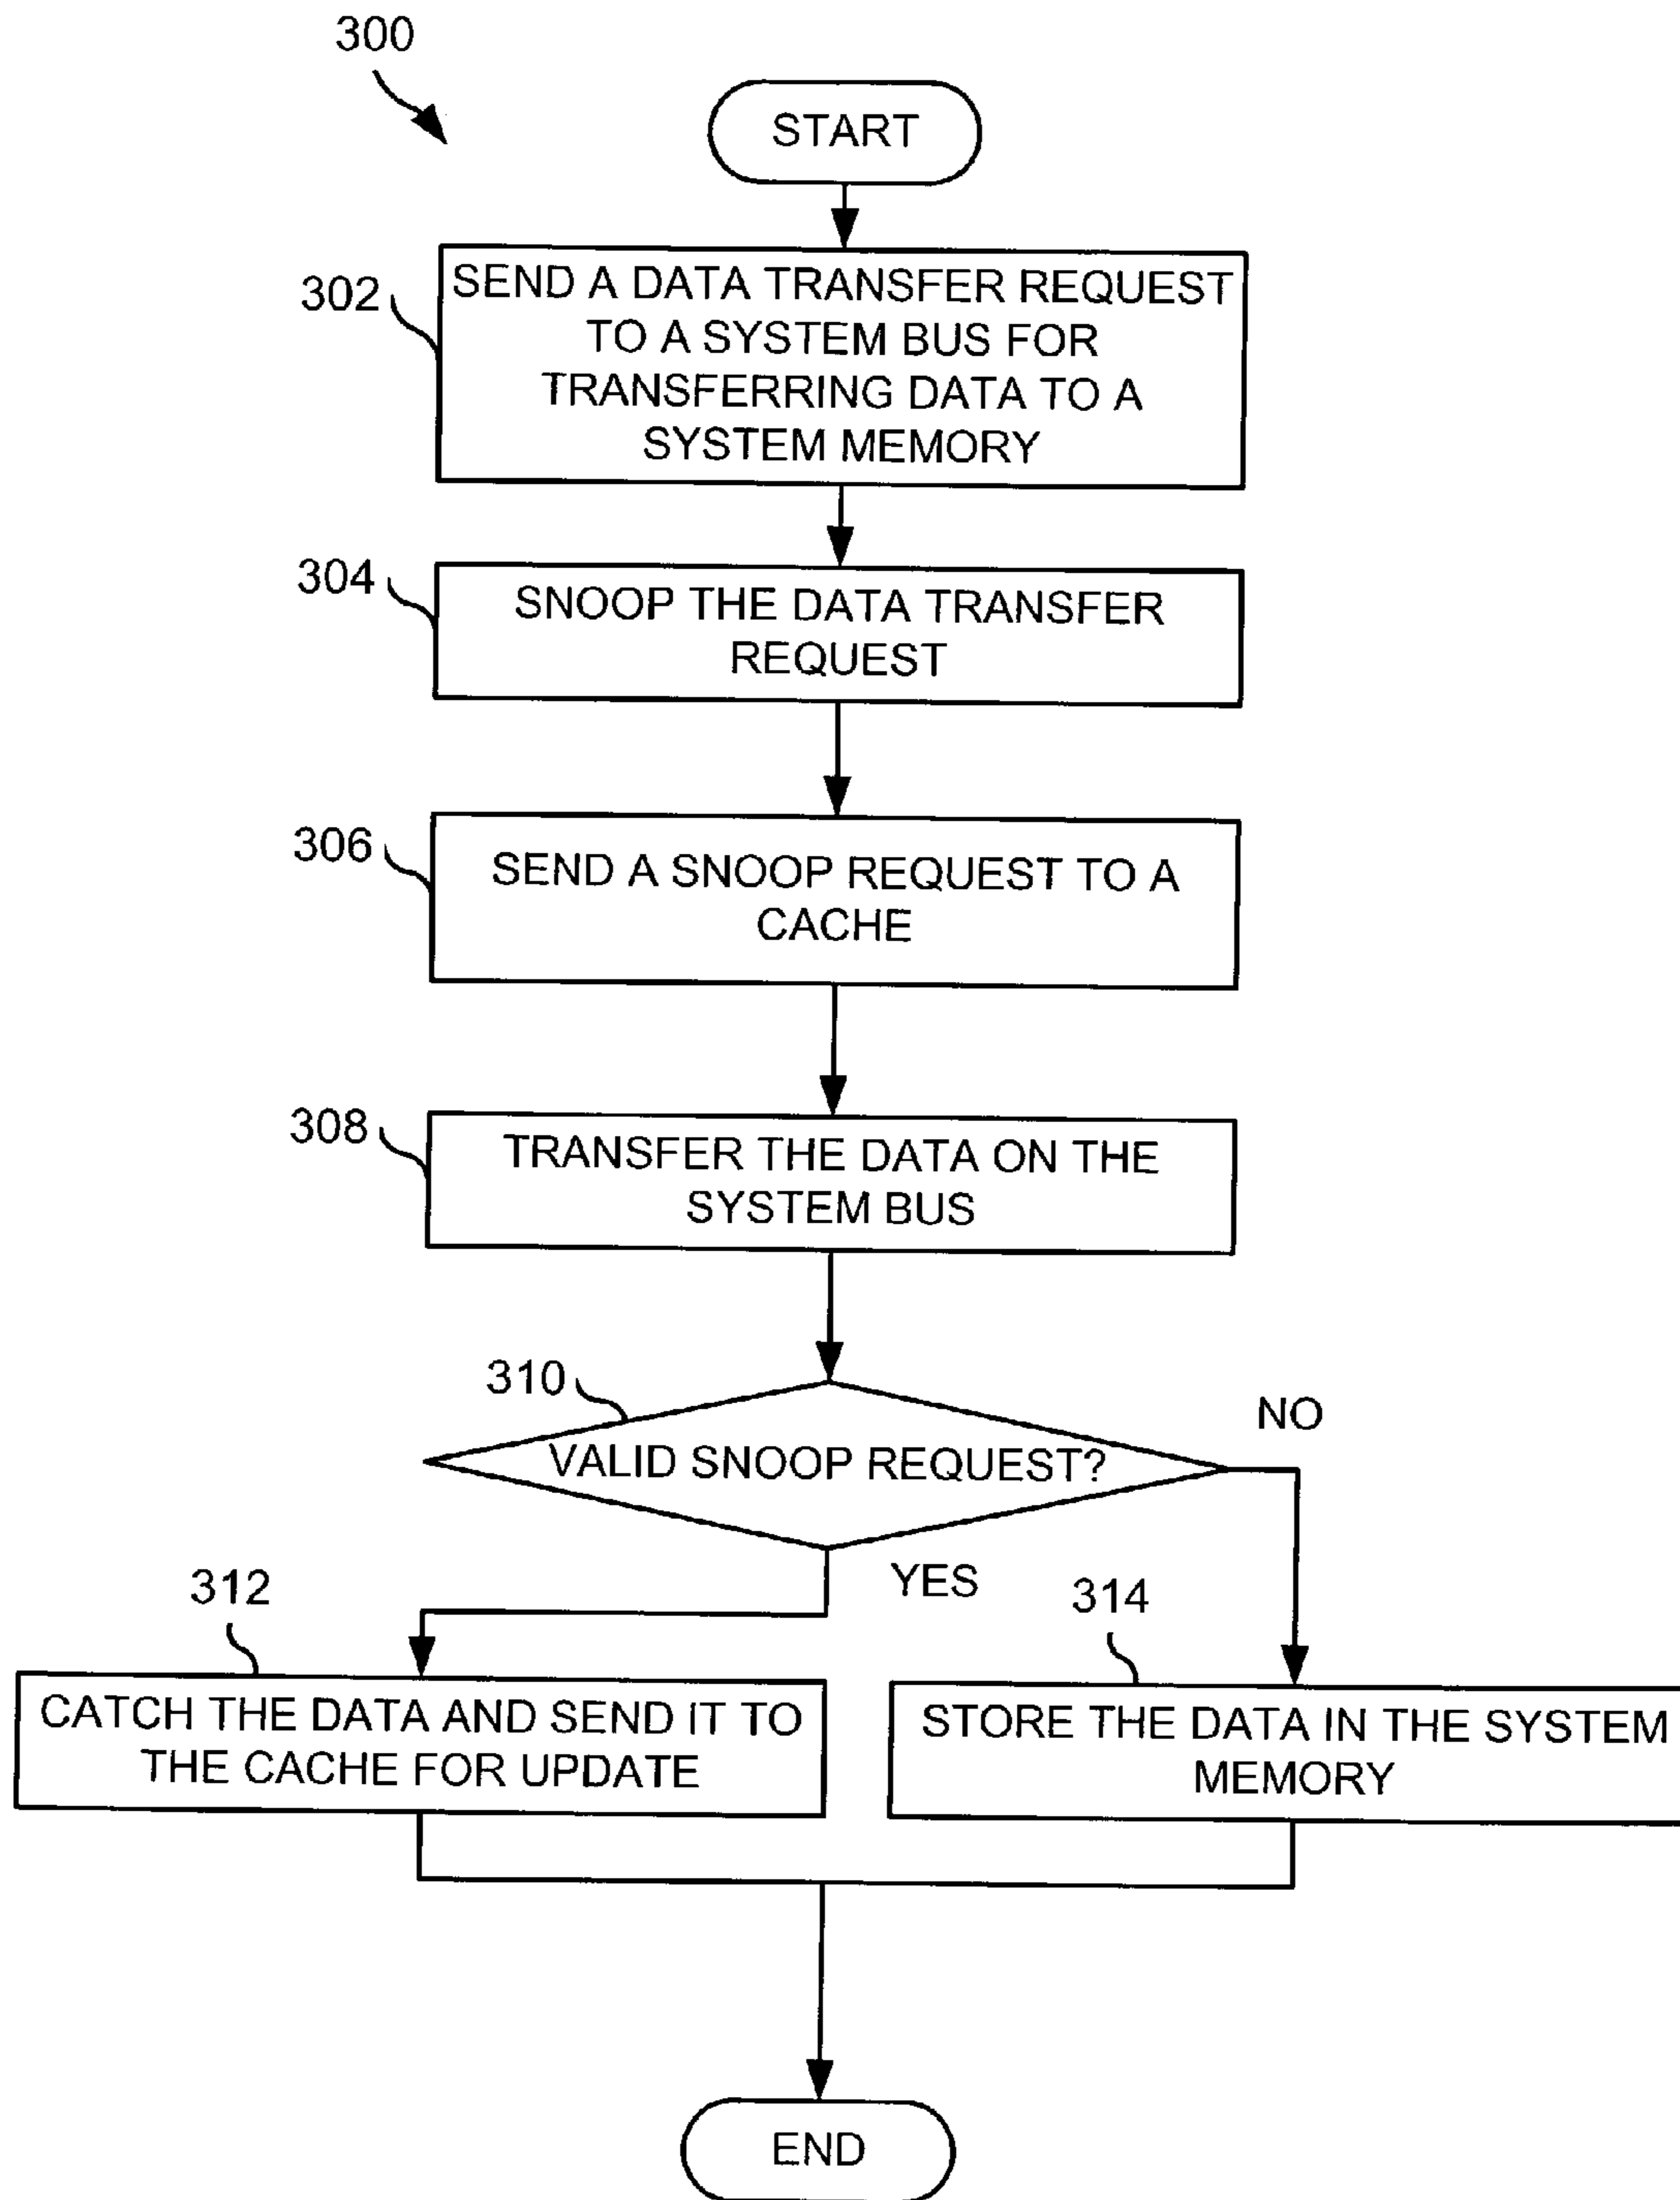 300
START
302
SEND A DATA TRANSFER REQUEST
TO A SYSTEM BUS FOR
TRANSFERRING DATA TO A
SYSTEM MEMORY
304
SNOOP THE DATA TRANSFER
REQUEST
306
SEND A SNOOP REQUEST TO A
CACHE
308
TRANSFER THE DATA ON THE
SYSTEM BUS
310
VALID SNOOP REQUEST?
NO
YES
312
CATCH THE DATA AND SEND IT TO
THE CACHE FOR UPDATE
314
STORE THE DATA IN THE SYSTEM
MEMORY
END